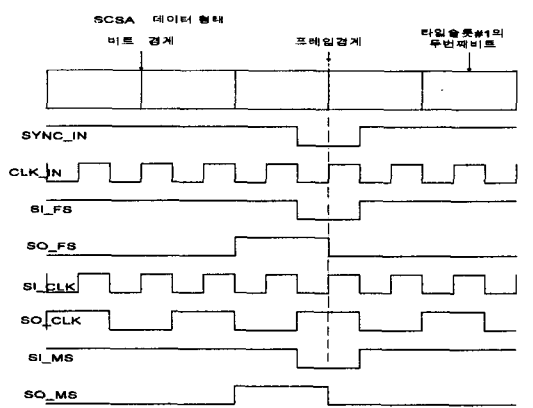 SCSA 데이터 형태
비트 경계
프레임경계
타임슬롯#1의
두번째비트
SYNC_IN
CLK_IN
SI_FS
SO_FS
SI_CLK
SO_CLK
SI_MS
SO_MS